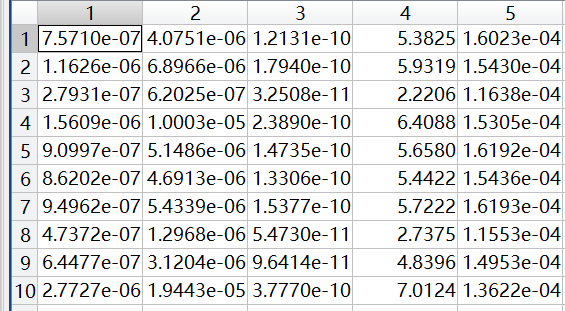 1 2 3 4 5
1 7.5710e-07 4.0751e-06 1.2131e-10 5.3825 1.6023e-04
2 1.1626e-06 6.8966e-06 1.7940e-10 5.9319 1.5430e-04
3 2.7931e-07 6.2025e-07 3.2508e-11 2.2206 1.1638e-04
4 1.5609e-06 1.0003e-05 2.3890e-10 6.4088 1.5305e-04
5 9.0997e-07 5.1486e-06 1.4735e-10 5.6580 1.6192e-04
6 8.6202e-07 4.6913e-06 1.3306e-10 5.4422 1.5436e-04
7 9.4962e-07 5.4339e-06 1.5377e-10 5.7222 1.6193e-04
8 4.7372e-07 1.2968e-06 5.4730e-11 2.7375 1.1553e-04
9 6.4477e-07 3.1204e-06 9.6414e-11 4.8396 1.4953e-04
10 2.7727e-06 1.9443e-05 3.7770e-10 7.0124 1.3622e-04